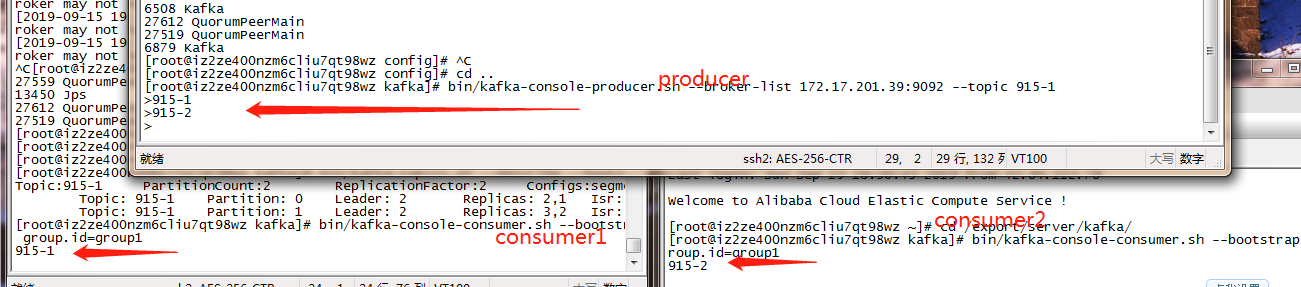 roker may not
[2019-09-15 19
roker may not
[2019-09-15 19
roker may not
^C[root@iz2ze40
27559 QuorumPee
13450 Jps
27612 QuorumPee
27519 QuorumPee
[root@iz2ze400
[root@iz2ze400
[root@iz2ze400
Topic:915-1 PartitionCount:2 ReplicationFactor:2 Configs:segme
Topic: 915-1 Partition: 0 Leader: 2 Replicas: 2,1 Isr:
Topic: 915-1 Partition: 1 Leader: 2 Replicas: 3,2 Isr:
[root@iz2ze400nzm6cliu7qt98wz kafka]# bin/kafka-console-consumer.sh --bootst
group.id=group1
consumer1
915-1
6508 Kafka
27612 QuorumPeerMain
27519 QuorumPeerMain
6879 Kafka
[root@iz2ze400nzm6cliu7qt98wz config]# ^C
[root@iz2ze400nzm6cliu7qt98wz config]# cd ..
producer
[root@iz2ze400nzm6cliu7qt98wz kafka]# bin/kafka-console-producer.sh --broker-list 172.17.201.39:9092 --topic 915-1
>915-1
>915-2
>
就绪 ssh2: AES-256-CTR 29, 2 29 行, 132 列 VT100 大写 数字
Welcome to Alibaba Cloud Elastic Compute Service !
consumer2
[root@iz2ze400nzm6cliu7qt98wz ~]# cd /export/server/kafka/
[root@iz2ze400nzm6cliu7qt98wz kafka]# bin/kafka-console-consumer.sh --bootstrap
roup.id=group1
915-2